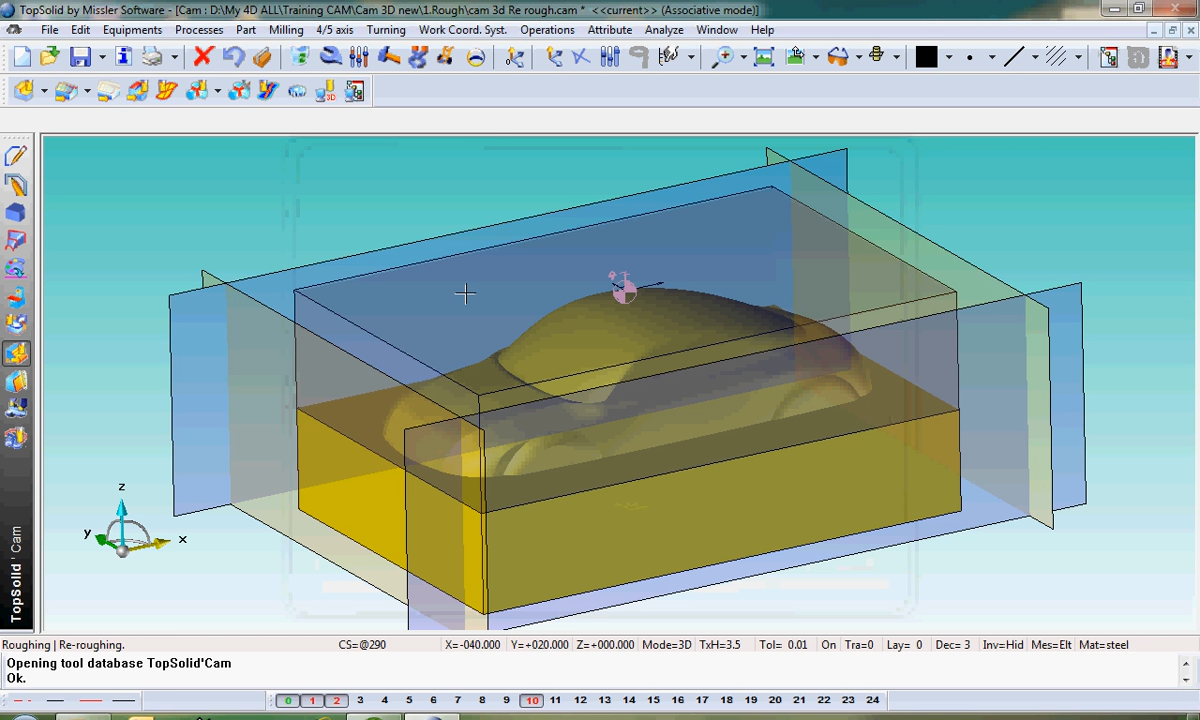 TopSolid by Missler Software - [Cam : D:\My 4D ALL\Training CAM\Cam 3D new\1.Rough\cam 3d Re rough.cam * <<current>> (Associative mode)]
File Edit Equipments Processes Part Milling 4/5 axis Turning Work Coord. Syst. Operations Attribute Analyze Window Help
3D
z
y
x
TopSolid ' Cam
Roughing | Re-roughing. CS=@290 X=-040.000 Y=+020.000 Z=+000.000 Mode=3D TxH=3.5 Tol= 0.01 On Tra=0 Lay= 0 Dec= 3 Inv=Hid Mes=Elt Mat=steel
Opening tool database TopSolid'Cam
Ok.
0 1 2 3 4 5 6 7 8 9 10 11 12 13 14 15 16 17 18 19 20 21 22 23 24